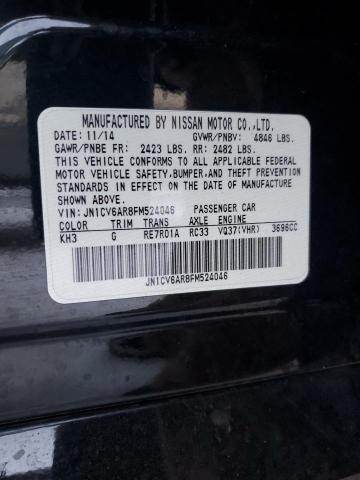 MANUFACTURED BY NISSAN MOTOR CO.,LTD.
DATE: 11/14 GVWR/PNBV: 4846 LBS.
GAWR/PNBE FR: 2423 LBS. RR: 2482 LBS.
THIS VEHICLE CONFORMS TO ALL APPLICABLE FEDERAL
MOTOR VEHICLE SAFETY,BUMPER,AND THEFT PREVENTION
STANDARDS IN EFFECT ON THE DATE OF MANUFACTURE
SHOWN ABOVE.
VIN: JN1CV6AR8FM524046 PASSENGER CAR
COLOR TRIM TRANS AXLE ENGINE
KH3 G RE7R01A RC33 VQ37(VHR) 3696CC
JN1CV6AR8FM524046